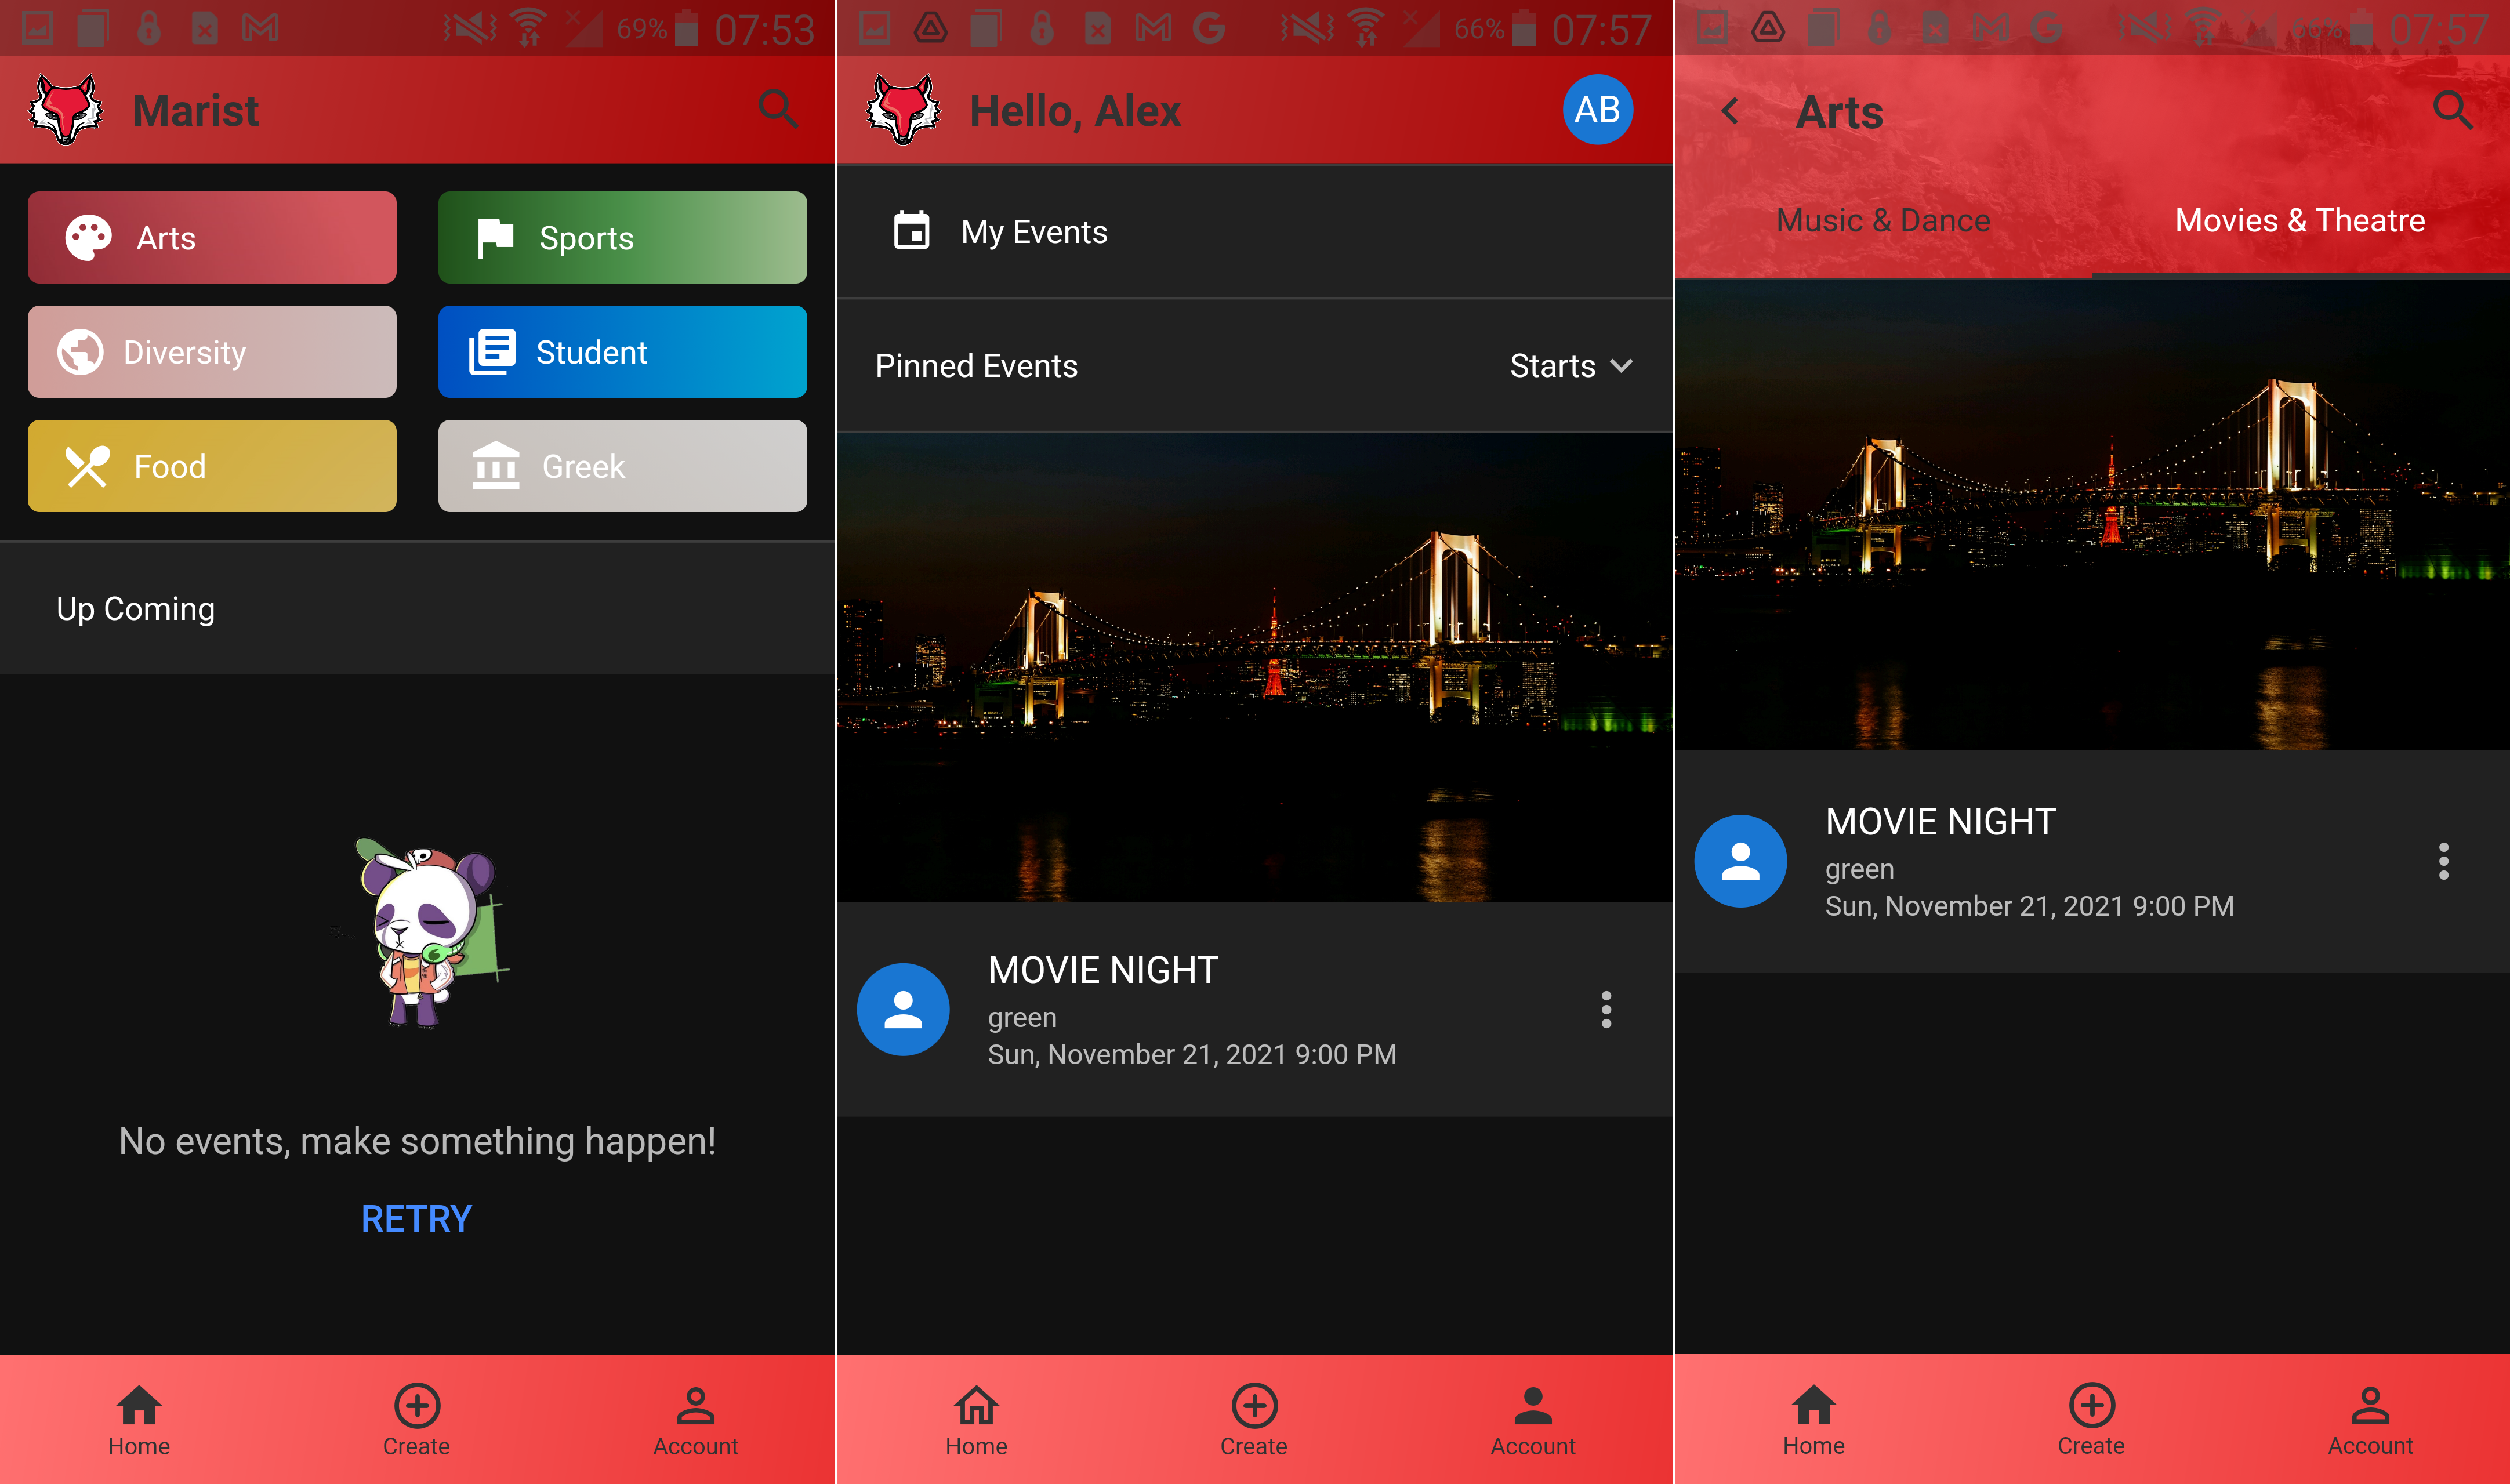 69% 07:53
Marist
Arts
Sports
Diversity
Student
Food
Greek
Up Coming
No events, make something happen!
RETRY
Home
Create
Account
66% 07:57
Hello, Alex
AB
My Events
Pinned Events
Starts
MOVIE NIGHT
green
Sun, November 21, 2021 9:00 PM
Home
Create
Account
66% 07:57
Arts
Music & Dance
Movies & Theatre
MOVIE NIGHT
green
Sun, November 21, 2021 9:00 PM
Home
Create
Account